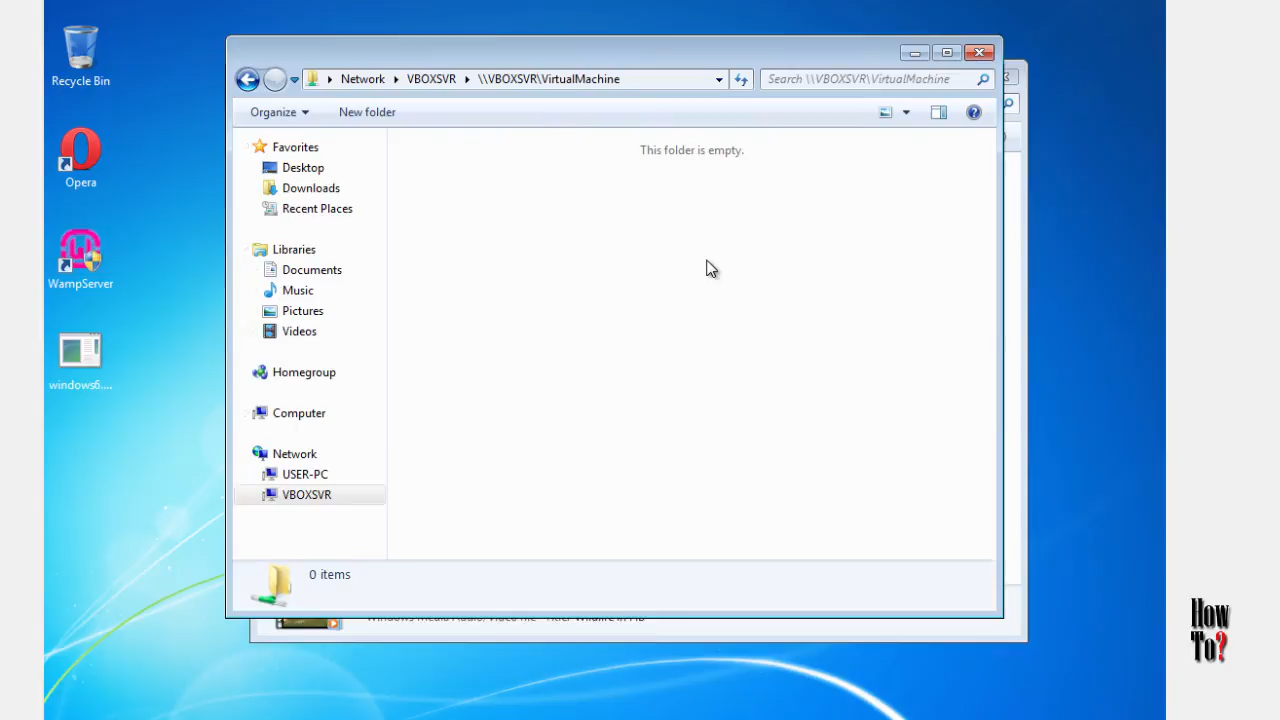 Recycle Bin
Opera
WampServer
windows6....
Network
VBOXSVR
\\VBOXSVR\VirtualMachine
Search \\VBOXSVR\VirtualMachine
Organize
New folder
Favorites
Desktop
Downloads
Recent Places
Libraries
Documents
Music
Pictures
Videos
Homegroup
Computer
Network
USER-PC
VBOXSVR
This folder is empty.
0 items
How
To?